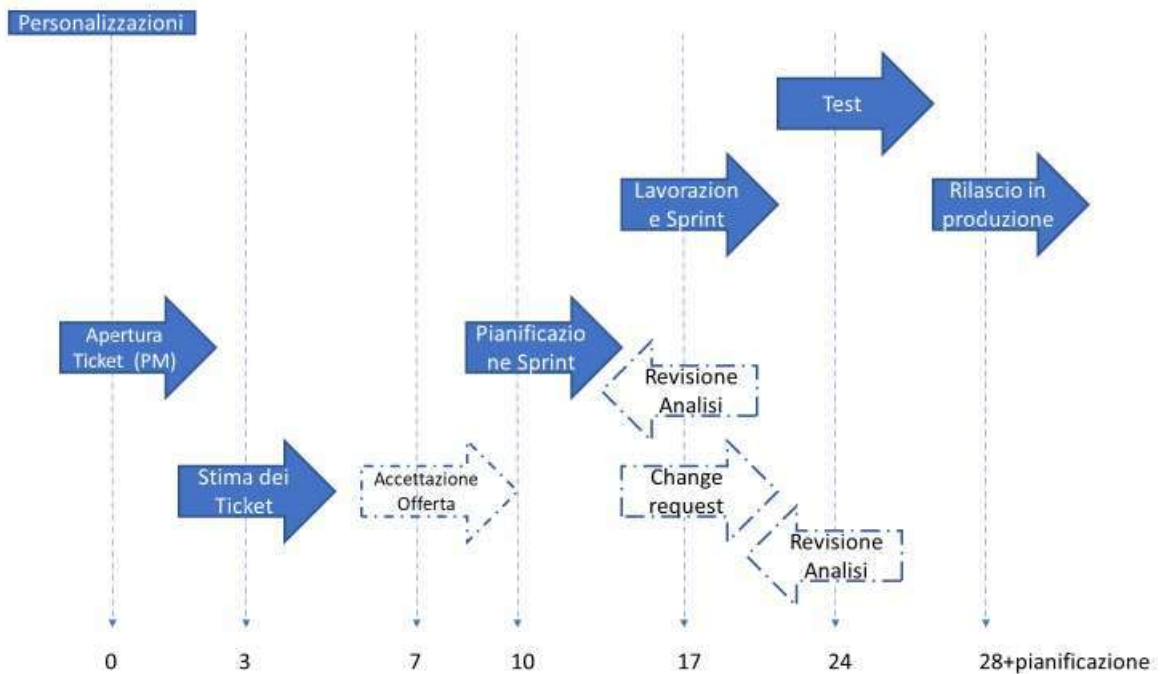 Personalizzazioni
Test
Lavorazion
e Sprint
Rilascio in
produzione
Apertura
Ticket (PM)
Pianificazio
ne Sprint
Revisione
Analisi
Stima dei
Ticket
Accettazione
Offerta
Change
request
Revisione
Analisi
0 3 7 10 17 24 28+pianificazione